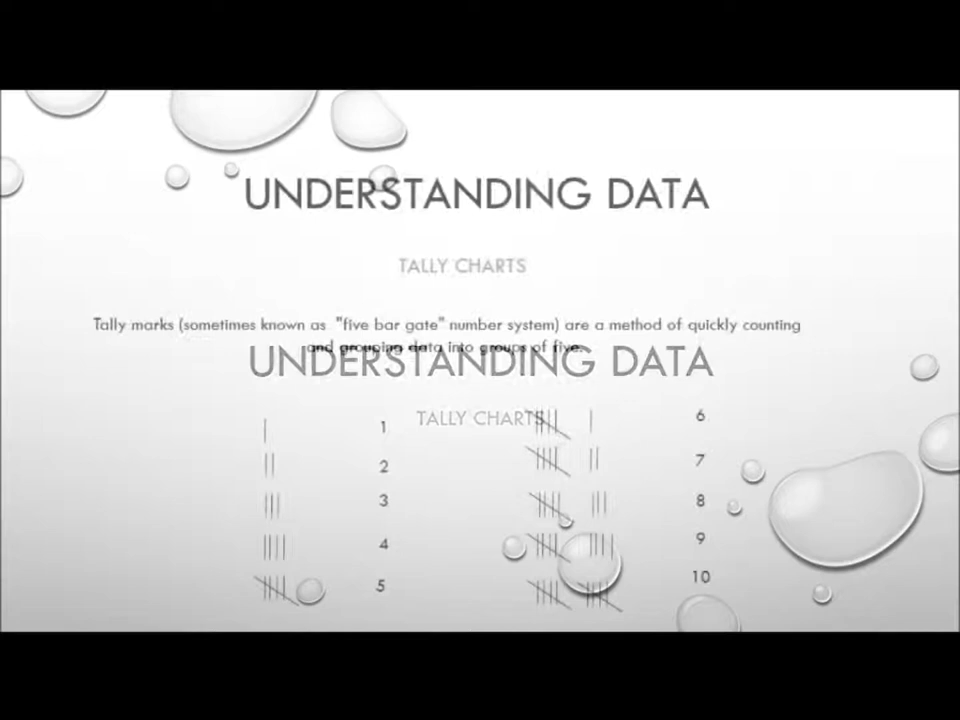 UNDERSTANDING DATA
TALLY CHARTS
Tally marks (sometimes known as "five bar gate" number system) are a method of quickly counting
and grouping data into groups of five.
UNDERSTANDING DATA
TALLY CHARTS
1
6
2
7
3
8
4
9
5
10